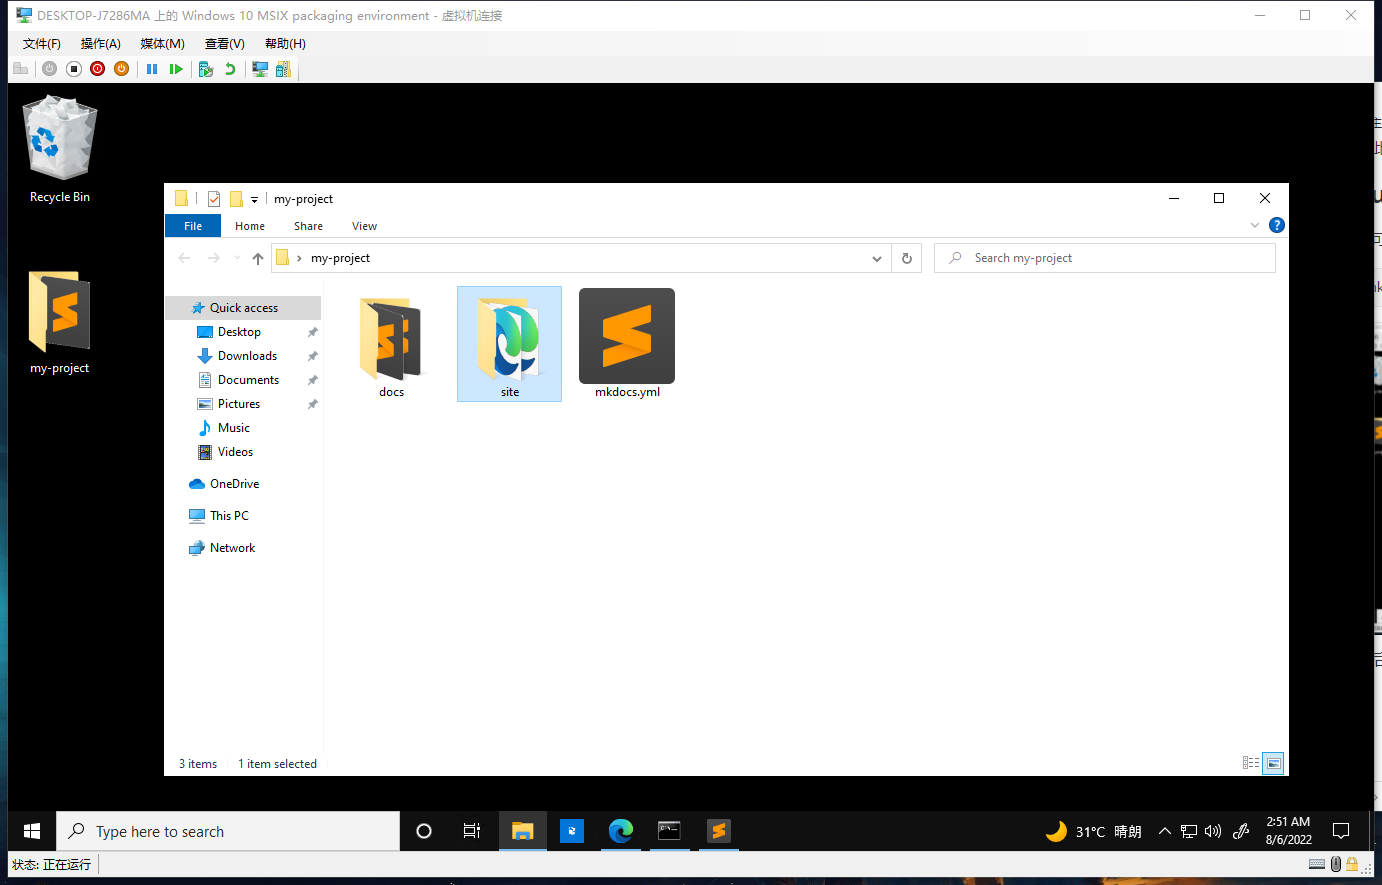 DESKTOP-J7286MA 上的 Windows 10 MSIX packaging environment - 虚拟机连接
文件(F) 操作(A) 媒体(M) 查看(V) 帮助(H)
Recycle Bin
my-project
my-project
File Home Share View
my-project
Search my-project
Quick access
Desktop
Downloads
Documents
Pictures
Music
Videos
OneDrive
This PC
Network
docs
site
mkdocs.yml
3 items 1 item selected
Type here to search
31°C 晴朗
2:51 AM
8/6/2022
状态: 正在运行